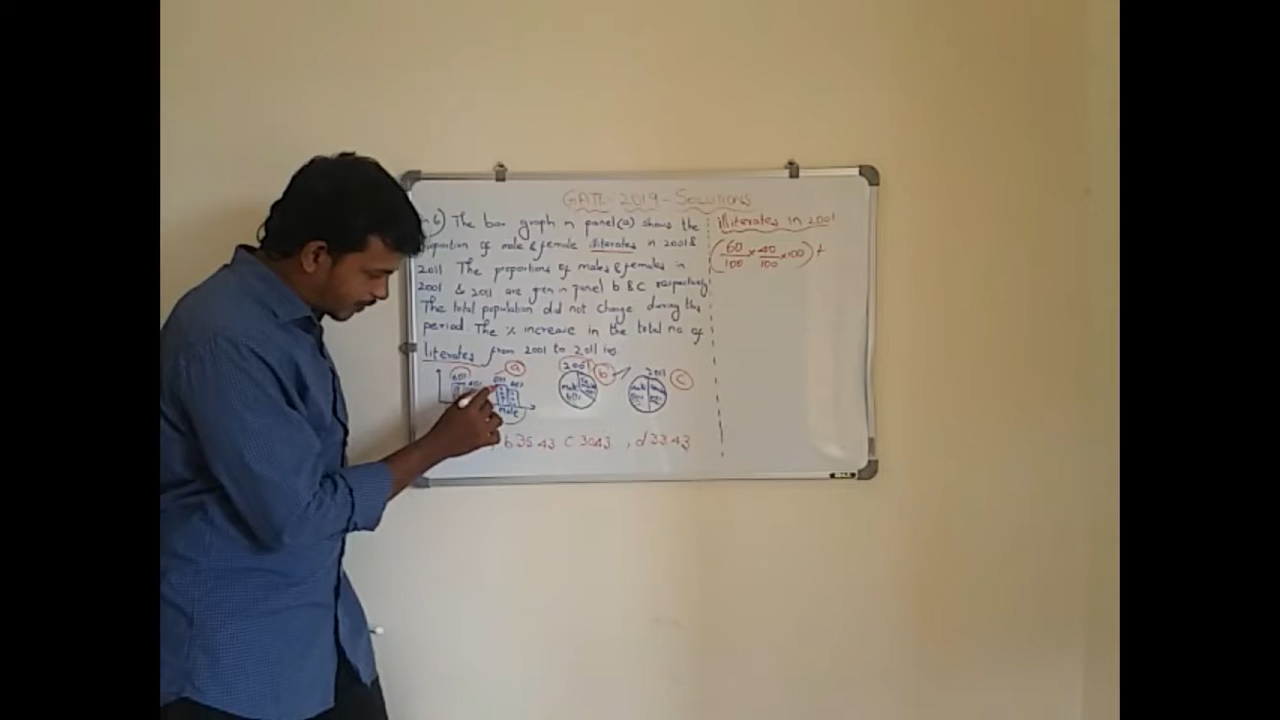 GATE - 2019 - Solutions
6) The bar graph in panel(a) shows the
proportion of male & female illiterates in 2001 &
2011 The proportions of males & females in
2001 & 2011 are given in panel b & C respectively
The total population did not change during this
period. The % increase in the total no of
literates from 2001 to 2011 is
a
2001
b
2011
C
male
b 35.43 C 30.43 , d 33.43
illiterates in 2001
(60/100 × 40/100 × 100) +